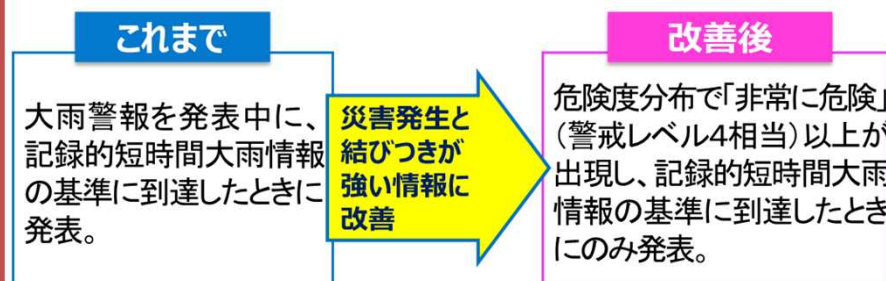 これまで
大雨警報を発表中に、
記録的短時間大雨情報
の基準に到達したときに
発表。
災害発生と
結びつきが
強い情報に
改善
改善後
危険度分布で「非常に危険」
(警戒レベル4相当)以上が
出現し、記録的短時間大雨
情報の基準に到達したとき
にのみ発表。